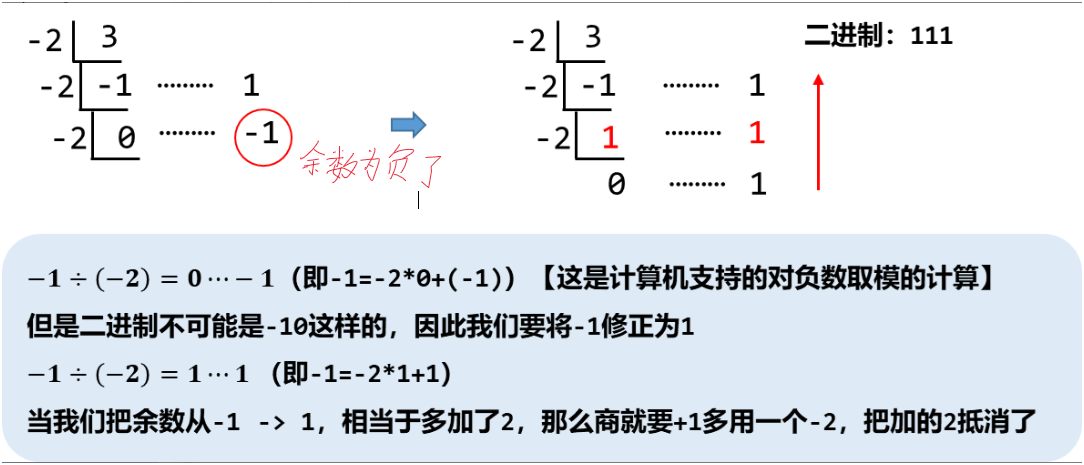 -2 3 -2 3 二进制：111
-2 -1 ……… 1 -2 -1 ……… 1
-2 0 ……… -1 -2 1 ……… 1
余数为负了
0 ……… 1
−1 ÷ (−2) = 0 ⋯ − 1（即-1=-2*0+(-1)）【这是计算机支持的对负数取模的计算】
但是二进制不可能是-10这样的，因此我们要将-1修正为1
−1 ÷ (−2) = 1 ⋯ 1 （即-1=-2*1+1）
当我们把余数从-1 -> 1，相当于多加了2，那么商就要+1多用一个-2，把加的2抵消了